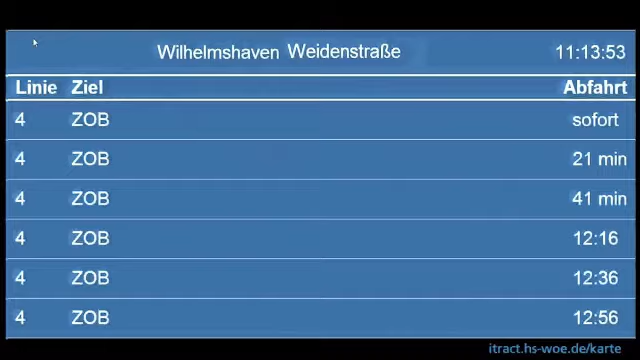 Wilhelmshaven Weidenstraße 11:13:53
Linie Ziel Abfahrt
4 ZOB sofort
4 ZOB 21 min
4 ZOB 41 min
4 ZOB 12:16
4 ZOB 12:36
4 ZOB 12:56
itract.hs-woe.de/karte